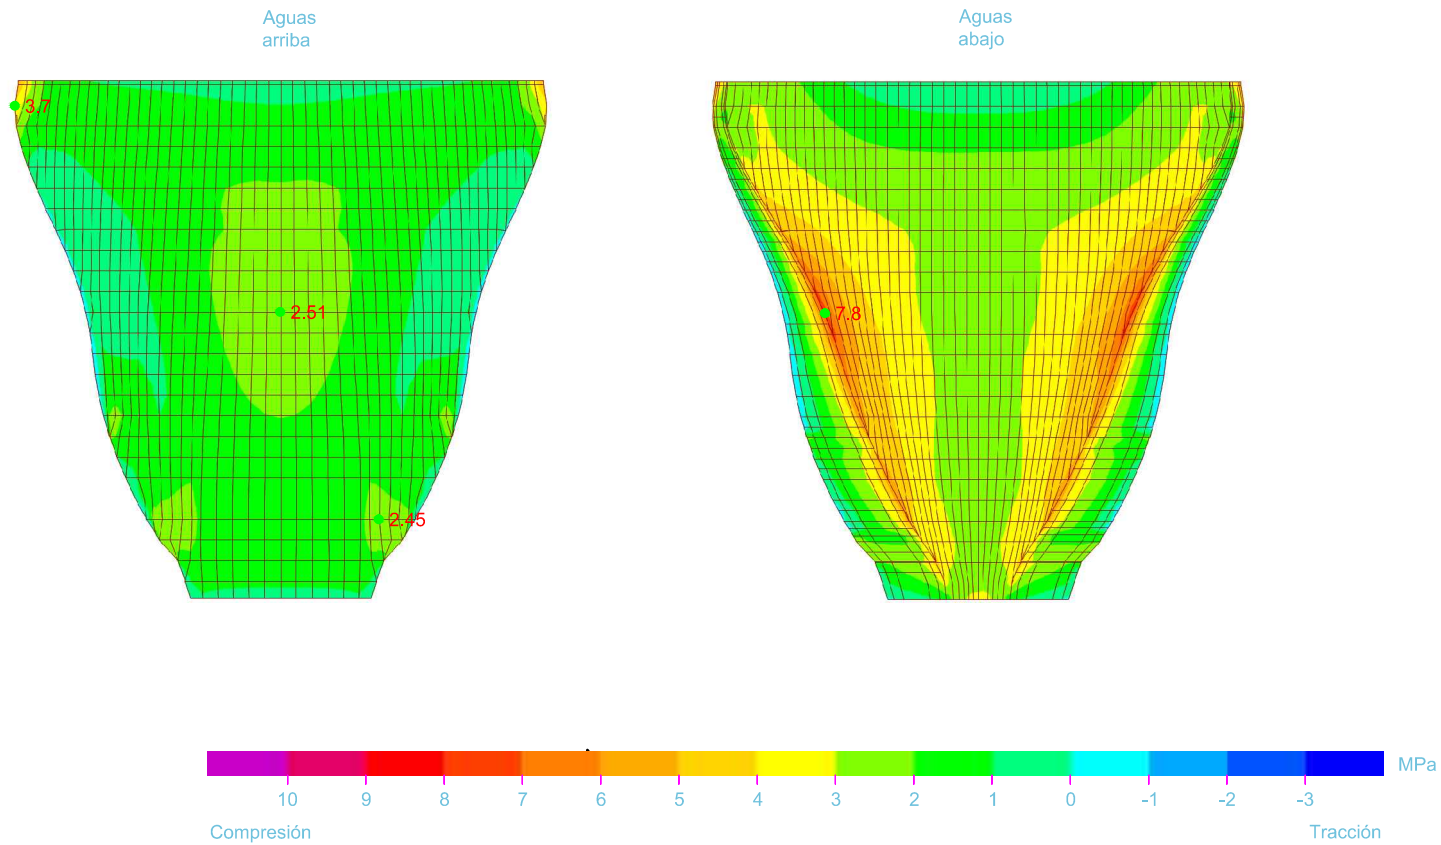 Aguas
arriba
Aguas
abajo
3.7
2.51
7.8
2.45
MPa
10 9 8 7 6 5 4 3 2 1 0 -1 -2 -3
Compresión Tracción